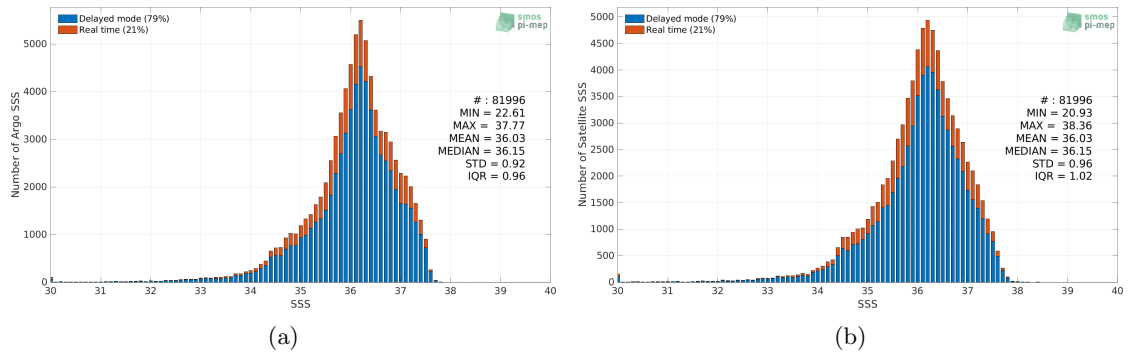 Delayed mode (79%)
Real time (21%)
smos
pi-mep
5000
4000
3000
2000
1000
0
Number of Argo SSS
# : 81996
MIN = 22.61
MAX = 37.77
MEAN = 36.03
MEDIAN = 36.15
STD = 0.92
IQR = 0.96
30 31 32 33 34 35 36 37 38 39 40
SSS
(a)
Delayed mode (79%)
Real time (21%)
smos
pi-mep
5000
4500
4000
3500
3000
2500
2000
1500
1000
500
0
Number of Satellite SSS
# : 81996
MIN = 20.93
MAX = 38.36
MEAN = 36.03
MEDIAN = 36.15
STD = 0.96
IQR = 1.02
30 31 32 33 34 35 36 37 38 39 40
SSS
(b)